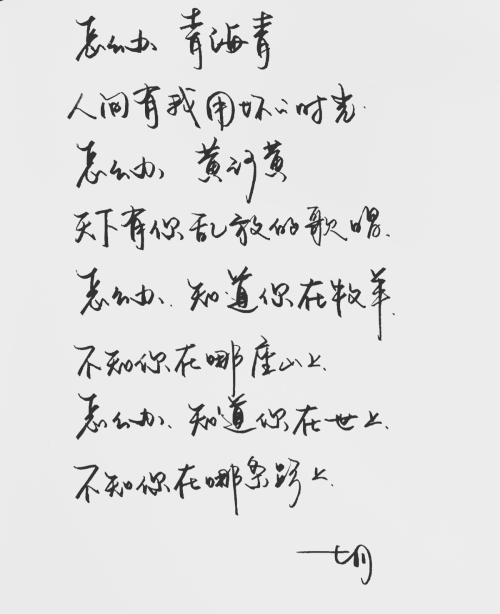 怎么办 青海青
人间有我用坏的时光.
怎么办、黄河黄
天下有你乱放的歌唱.
怎么办.知道你在牧羊.
不知你在哪座山上.
怎么办.知道你在世上.
不知你在哪条路上.
一七月